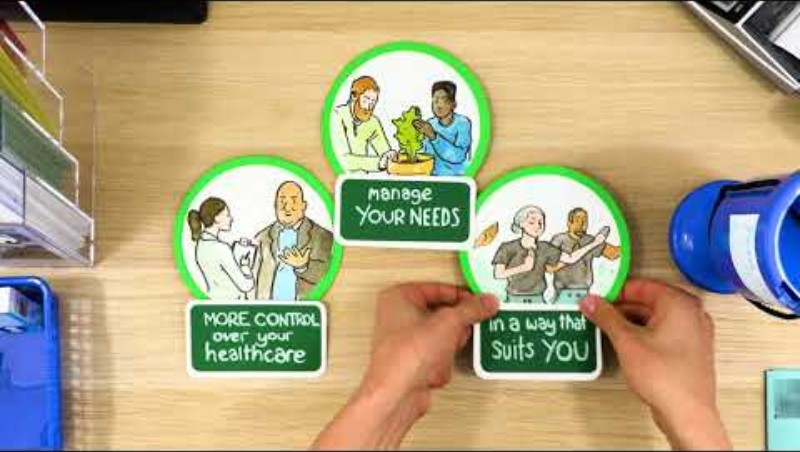 manage
YOUR NEEDS
MORE CONTROL
over your
healthcare
in a way that
suits YOU